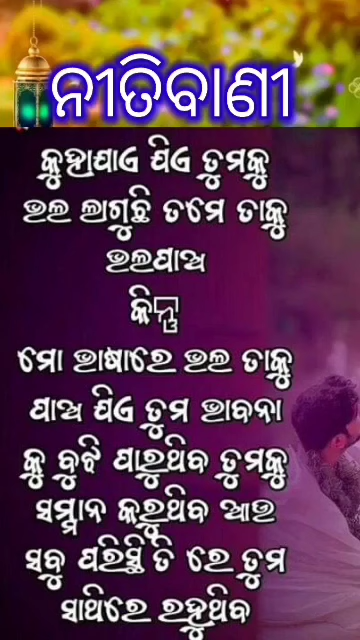 ନୀତିବାଣୀ
କୁହାଯାଏ ଯିଏ ତୁମକୁ
ଭଲ ଲାଗୁଛି ତମେ ତାକୁ
ଭଲପାଅ
କିନ୍ତୁ
ମୋ ଭାଷାରେ ଭଲ ତାକୁ
ପାଅ ଯିଏ ତୁମ ଭାବନା
କୁ ବୁଝି ପାରୁଥିବ ତୁମକୁ
ସମ୍ମାନ କରୁଥିବ ଆଉ
ସବୁ ପରିସ୍ଥିତି ରେ ତୁମ
ସାଥିରେ ରହୁଥିବ